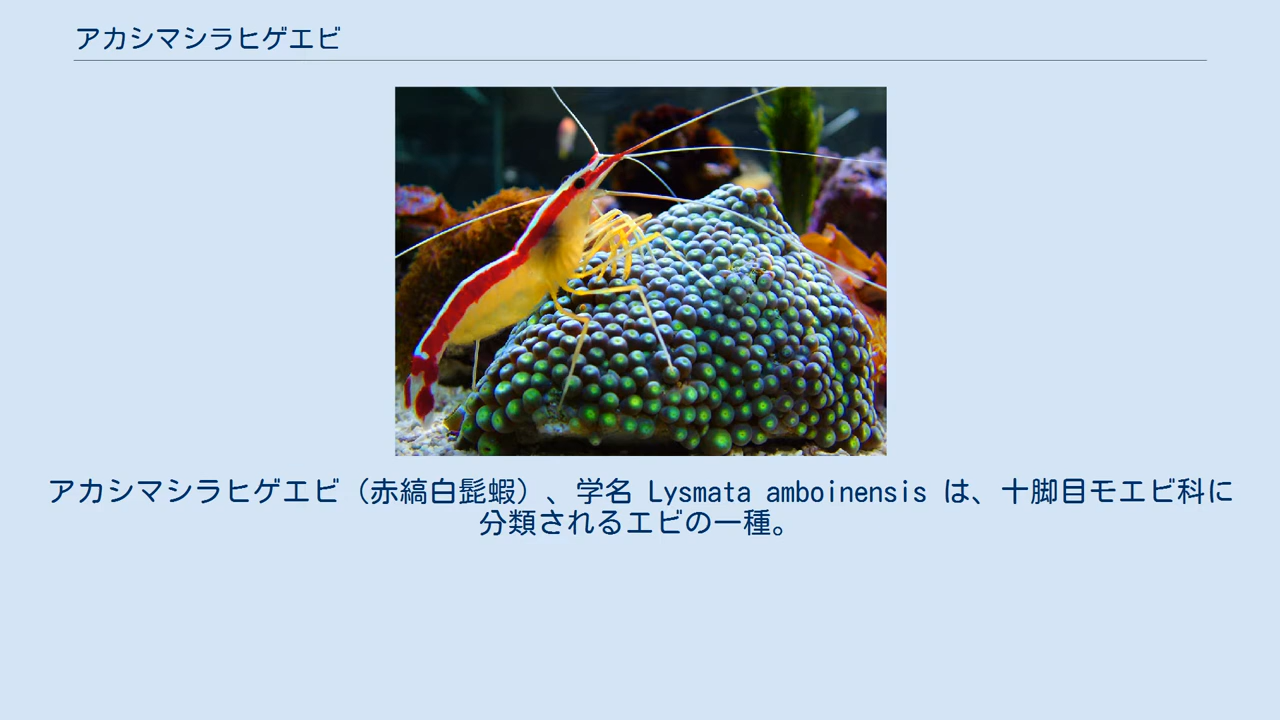 アカシマシラヒゲエビ
アカシマシラヒゲエビ（赤縞白髭蝦）、学名 Lysmata amboinensis は、十脚目モエビ科に
分類されるエビの一種。